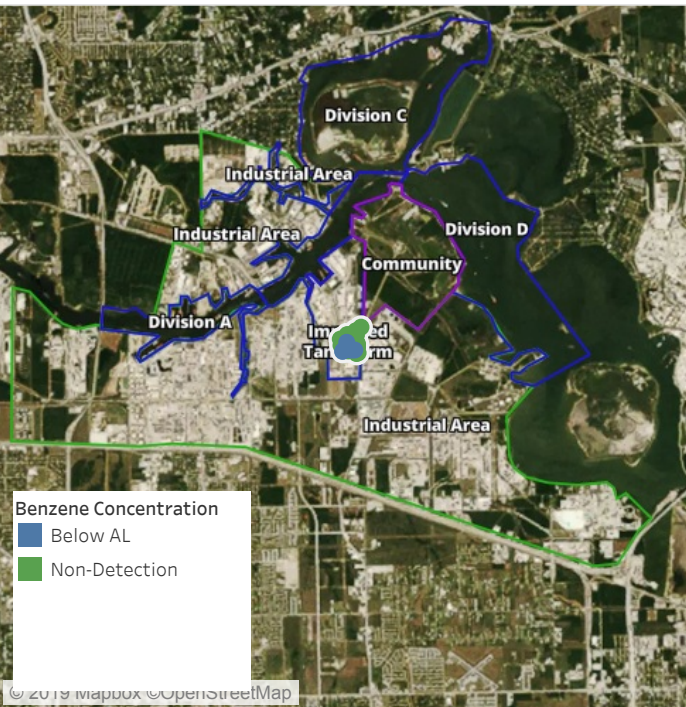 Division C
Industrial Area
Industrial Area
Division D
Community
Division A
Industrial Area
Benzene Concentration
Below AL
Non-Detection
© 2019 Mapbox ©OpenStreetMap